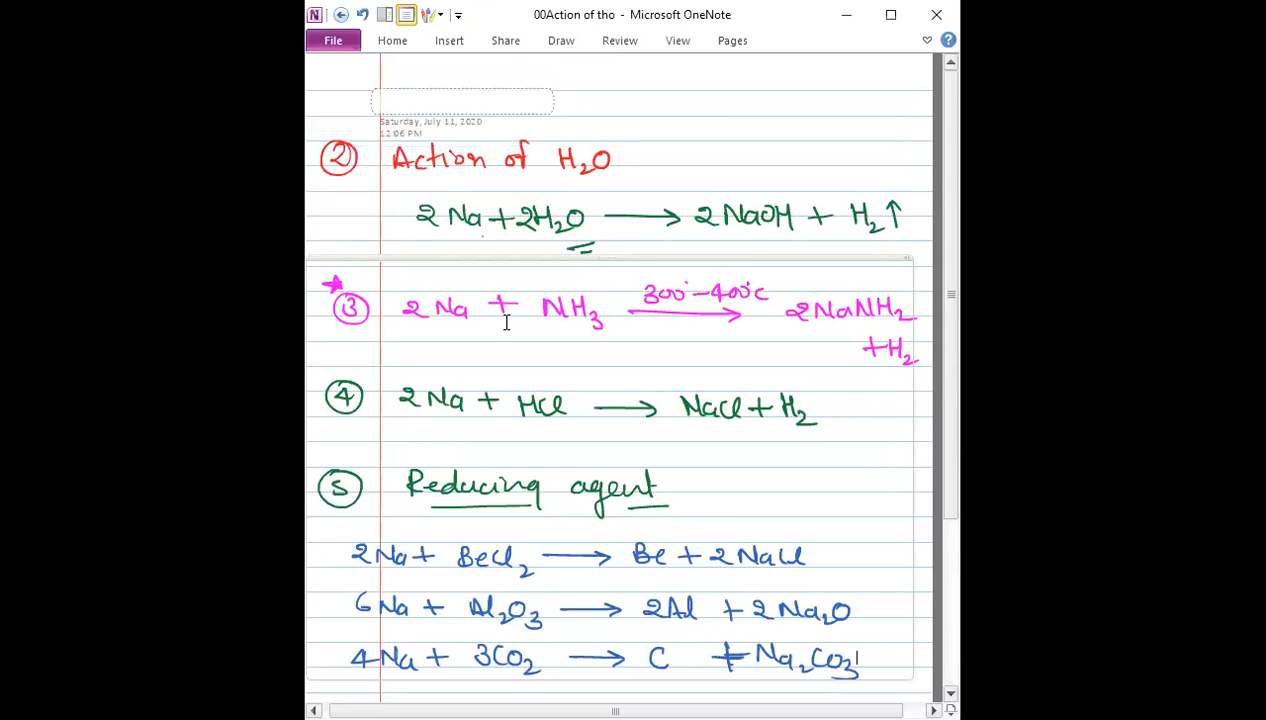 00Action of tho - Microsoft OneNote
File Home Insert Share Draw Review View Pages
Saturday, July 11, 2020
12:06 PM
② Action of H₂O
2Na+2H₂O ⟶ 2NaOH + H₂↑
③ 2Na + NH₃ 300°-400°C ⟶ 2NaNH₂
+H₂
④ 2Na + HCl ⟶ NaCl + H₂
⑤ Reducing agent
2Na + BeCl₂ ⟶ Be + 2NaCl
6Na + Al₂O₃ ⟶ 2Al + 2Na₂O
4Na + 3CO₂ ⟶ C + Na₂CO₃